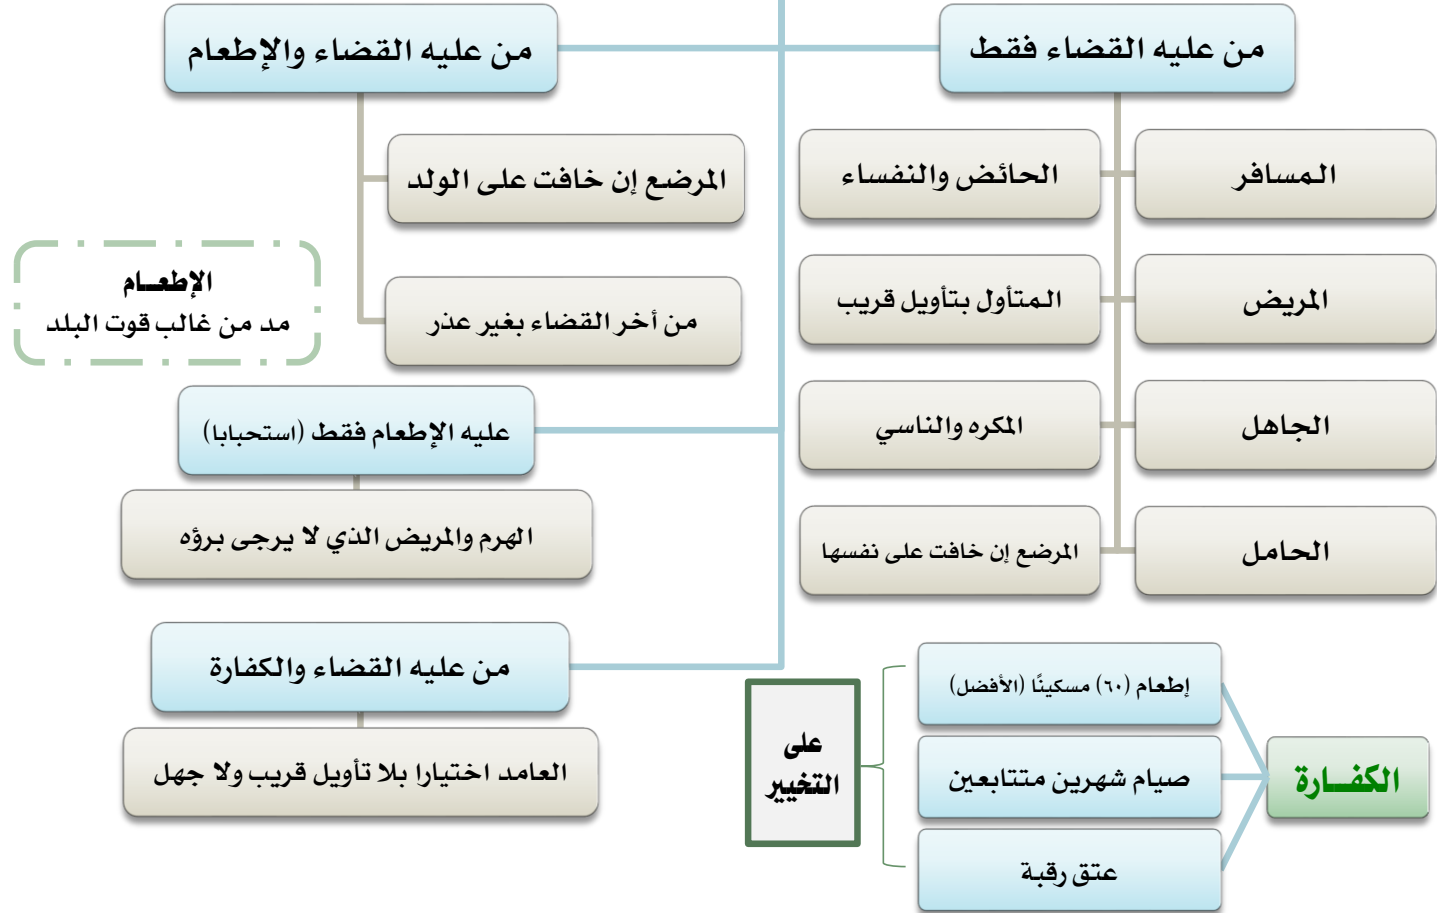 من عليه القضاء فقط
المسافر
الحائض والنفساء
المريض
المتأول بتأويل قريب
الجاهل
المكره والناسي
الحامل
المرضع إن خافت على نفسها
من عليه القضاء والإطعام
المرضع إن خافت على الولد
من أخر القضاء بغير عذر
الإطعــام
مد من غالب قوت البلد
عليه الإطعام فقط (استحبابا)
الهرم والمريض الذي لا يرجى برؤه
من عليه القضاء والكفارة
العامد اختيارا بلا تأويل قريب ولا جهل
الكفــارة
إطعام (٦٠) مسكينًا (الأفضل)
صيام شهرين متتابعين
عتق رقبة
على
التخيير